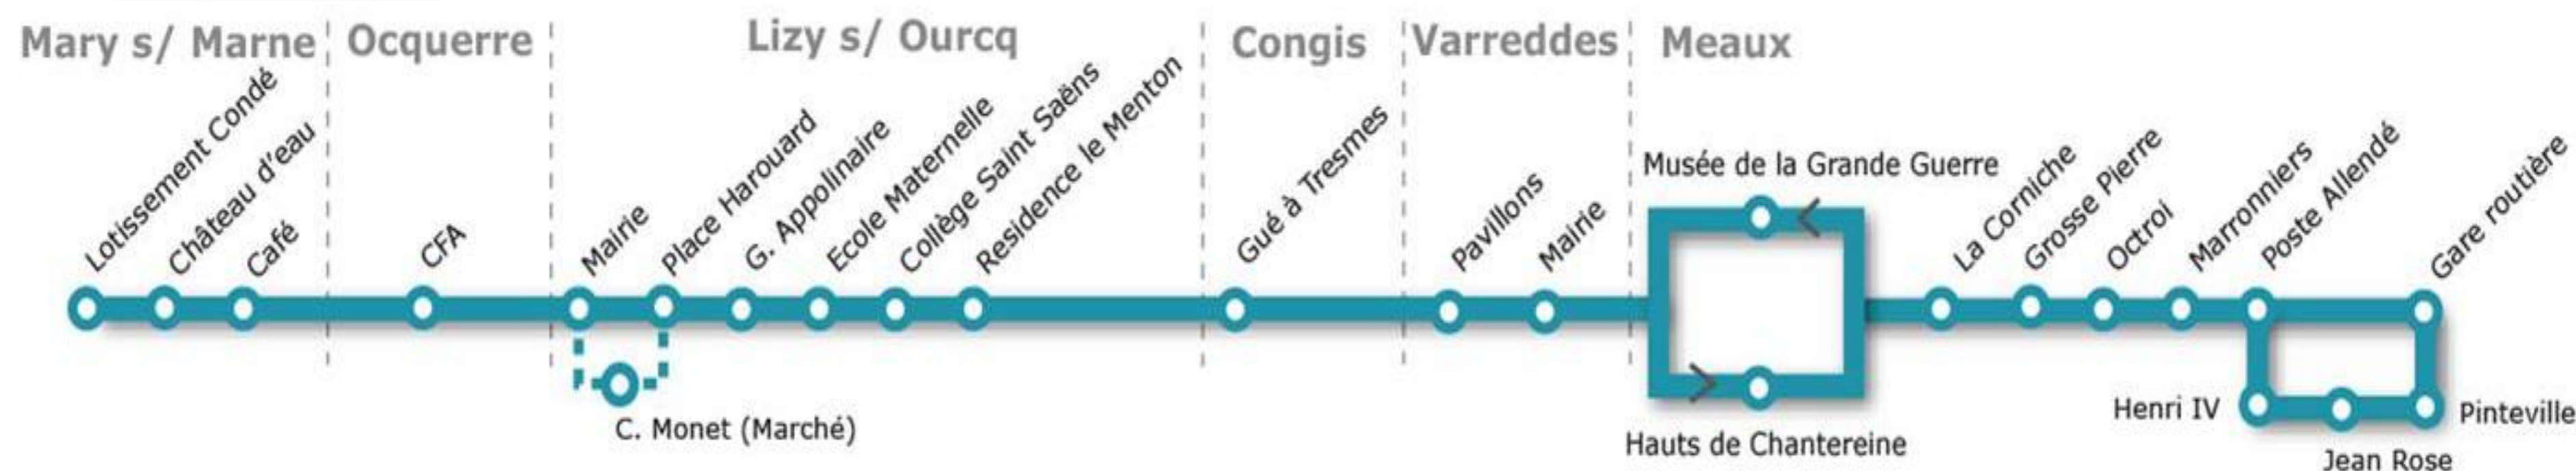 Mary s/ Marne
Ocquerre
Lizy s/ Ourcq
Congis
Varreddes
Meaux
Lotissement Condé
Château d'eau
Café
CFA
Mairie
Place Harouard
G. Appolinaire
Ecole Maternelle
Collège Saint Saëns
Residence le Menton
Gué à Tresmes
Pavillons
Mairie
Musée de la Grande Guerre
La Corniche
Grosse Pierre
Octroi
Marronniers
Poste Allendé
Gare routière
C. Monet (Marché)
Hauts de Chantereine
Henri IV
Jean Rose
Pinteville